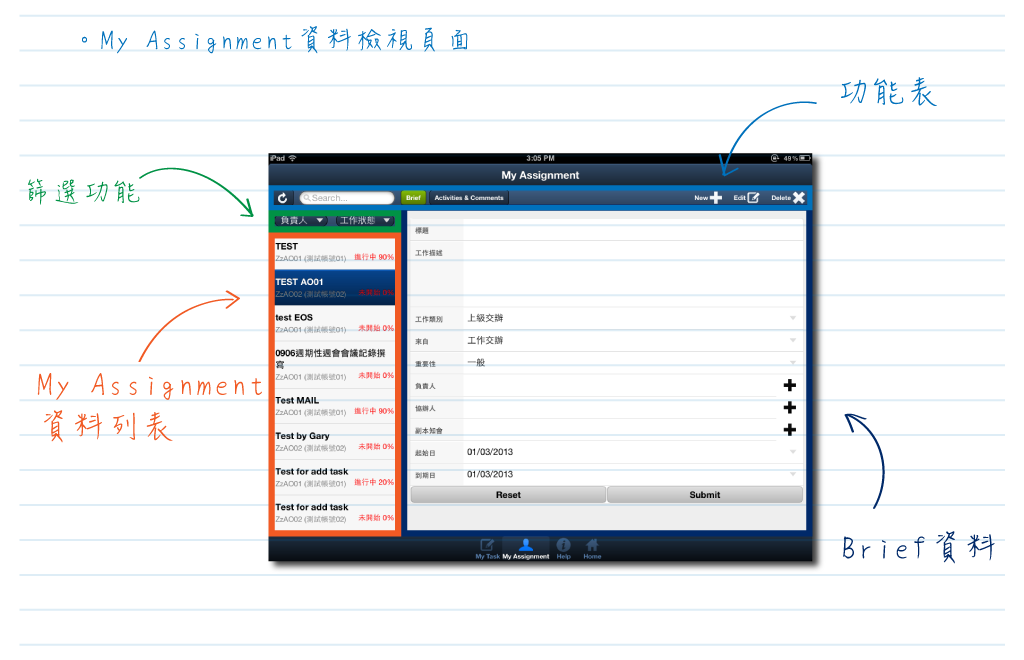 。My Assignment資料檢視頁面
功能表
篩選功能
My Assignment
資料列表
Brief資料
iPad
3:05 PM
49%
My Assignment
Search...
Brief
Activities & Comments
New
Edit
Delete
負責人
工作狀態
TEST
ZzAO01 (測試帳號01)
進行中 90%
TEST AO01
ZzAO02 (測試帳號02)
未開始 0%
test EOS
ZzAO01 (測試帳號01)
未開始 0%
0906週期性週會會議記錄撰
寫
ZzAO01 (測試帳號01)
未開始 0%
Test MAIL
ZzAO01 (測試帳號01)
進行中 90%
Test by Gary
ZzAO02 (測試帳號02)
未開始 0%
Test for add task
ZzAO01 (測試帳號01)
進行中 20%
Test for add task
ZzAO02 (測試帳號02)
未開始 0%
標題
工作描述
工作類別
上級交辦
來自
工作交辦
重要性
一般
負責人
協辦人
副本知會
起始日
01/03/2013
到期日
01/03/2013
Reset
Submit
My Task
My Assignment
Help
Home